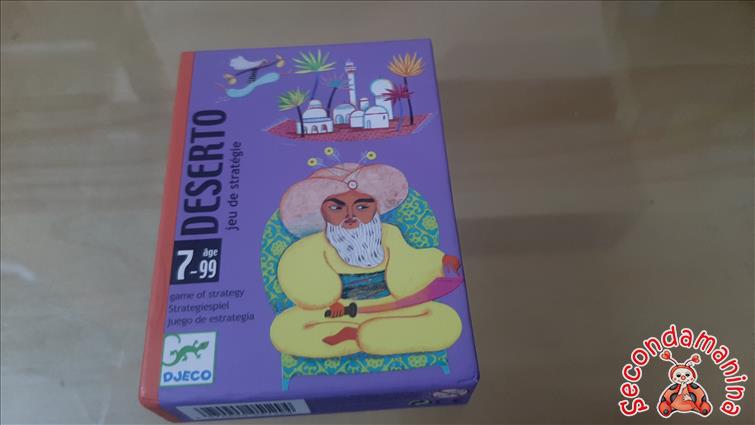 DESERTO
jeu de stratégie
âge
7-99
game of strategy
Strategiespiel
juego de estrategia
DJECO
secondamanina